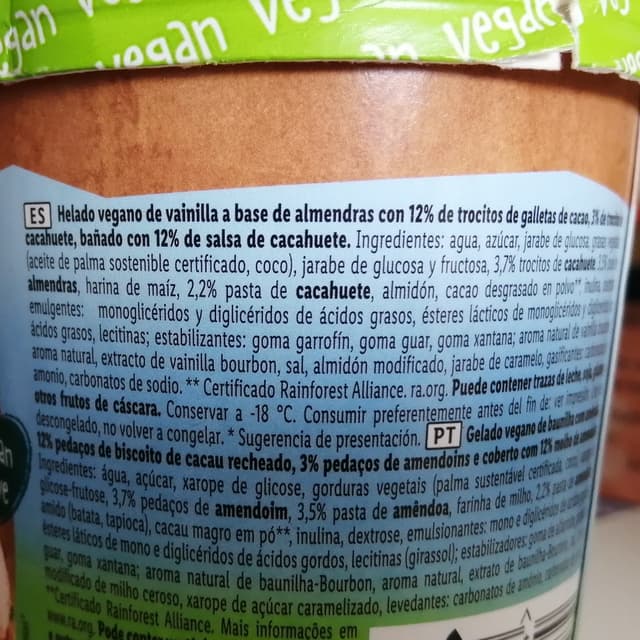 vegan vegan vegan vegan
ES Helado vegano de vainilla a base de almendras con 12% de trocitos de galletas de cacao, 3% de
cacahuete, bañado con 12% de salsa de cacahuete. Ingredientes: agua, azúcar, jarabe de glucosa,
(aceite de palma sostenible certificado, coco), jarabe de glucosa y fructosa, 3,7% trocitos de cacahuete,
almendras, harina de maíz, 2,2% pasta de cacahuete, almidón, cacao desgrasado en polvo**, inulina,
emulgentes: monoglicéridos y diglicéridos de ácidos grasos, ésteres lácticos de monoglicéridos y
ácidos grasos, lecitinas; estabilizantes: goma garrofín, goma guar, goma xantana; aroma natural de vainilla
aroma natural, extracto de vainilla bourbon, sal, almidón modificado, jarabe de caramelo, gasificantes:
amonio, carbonatos de sodio. ** Certificado Rainforest Alliance. ra.org. Puede contener trazas de leche,
otros frutos de cáscara. Conservar a -18 °C. Consumir preferentemente antes del fin de: ver
descongelado, no volver a congelar. * Sugerencia de presentación. PT Gelado vegano de baunilha com
12% pedaços de biscoito de cacau recheado, 3% pedaços de amendoins e coberto com 12% molho de
Ingredientes: água, açúcar, xarope de glicose, gorduras vegetais (palma sustentável certificada,
glicose-frutose, 3,7% pedaços de amendoim, 3,5% pasta de amêndoa, farinha de milho, 2,2% pasta de
amido (batata, tapioca), cacau magro em pó**, inulina, dextrose, emulsionantes: mono e diglicéridos de
ésteres lácticos de mono e diglicéridos de ácidos gordos, lecitinas (girassol); estabilizadores: goma de
guar, goma xantana; aroma natural de baunilha-Bourbon, aroma natural, extrato de baunilha-Bourbon,
modificado de milho ceroso, xarope de açúcar caramelizado, levedantes: carbonatos de amónio,
**Certificado Rainforest Alliance. Mais informações em
www.ra.org. Pode conter